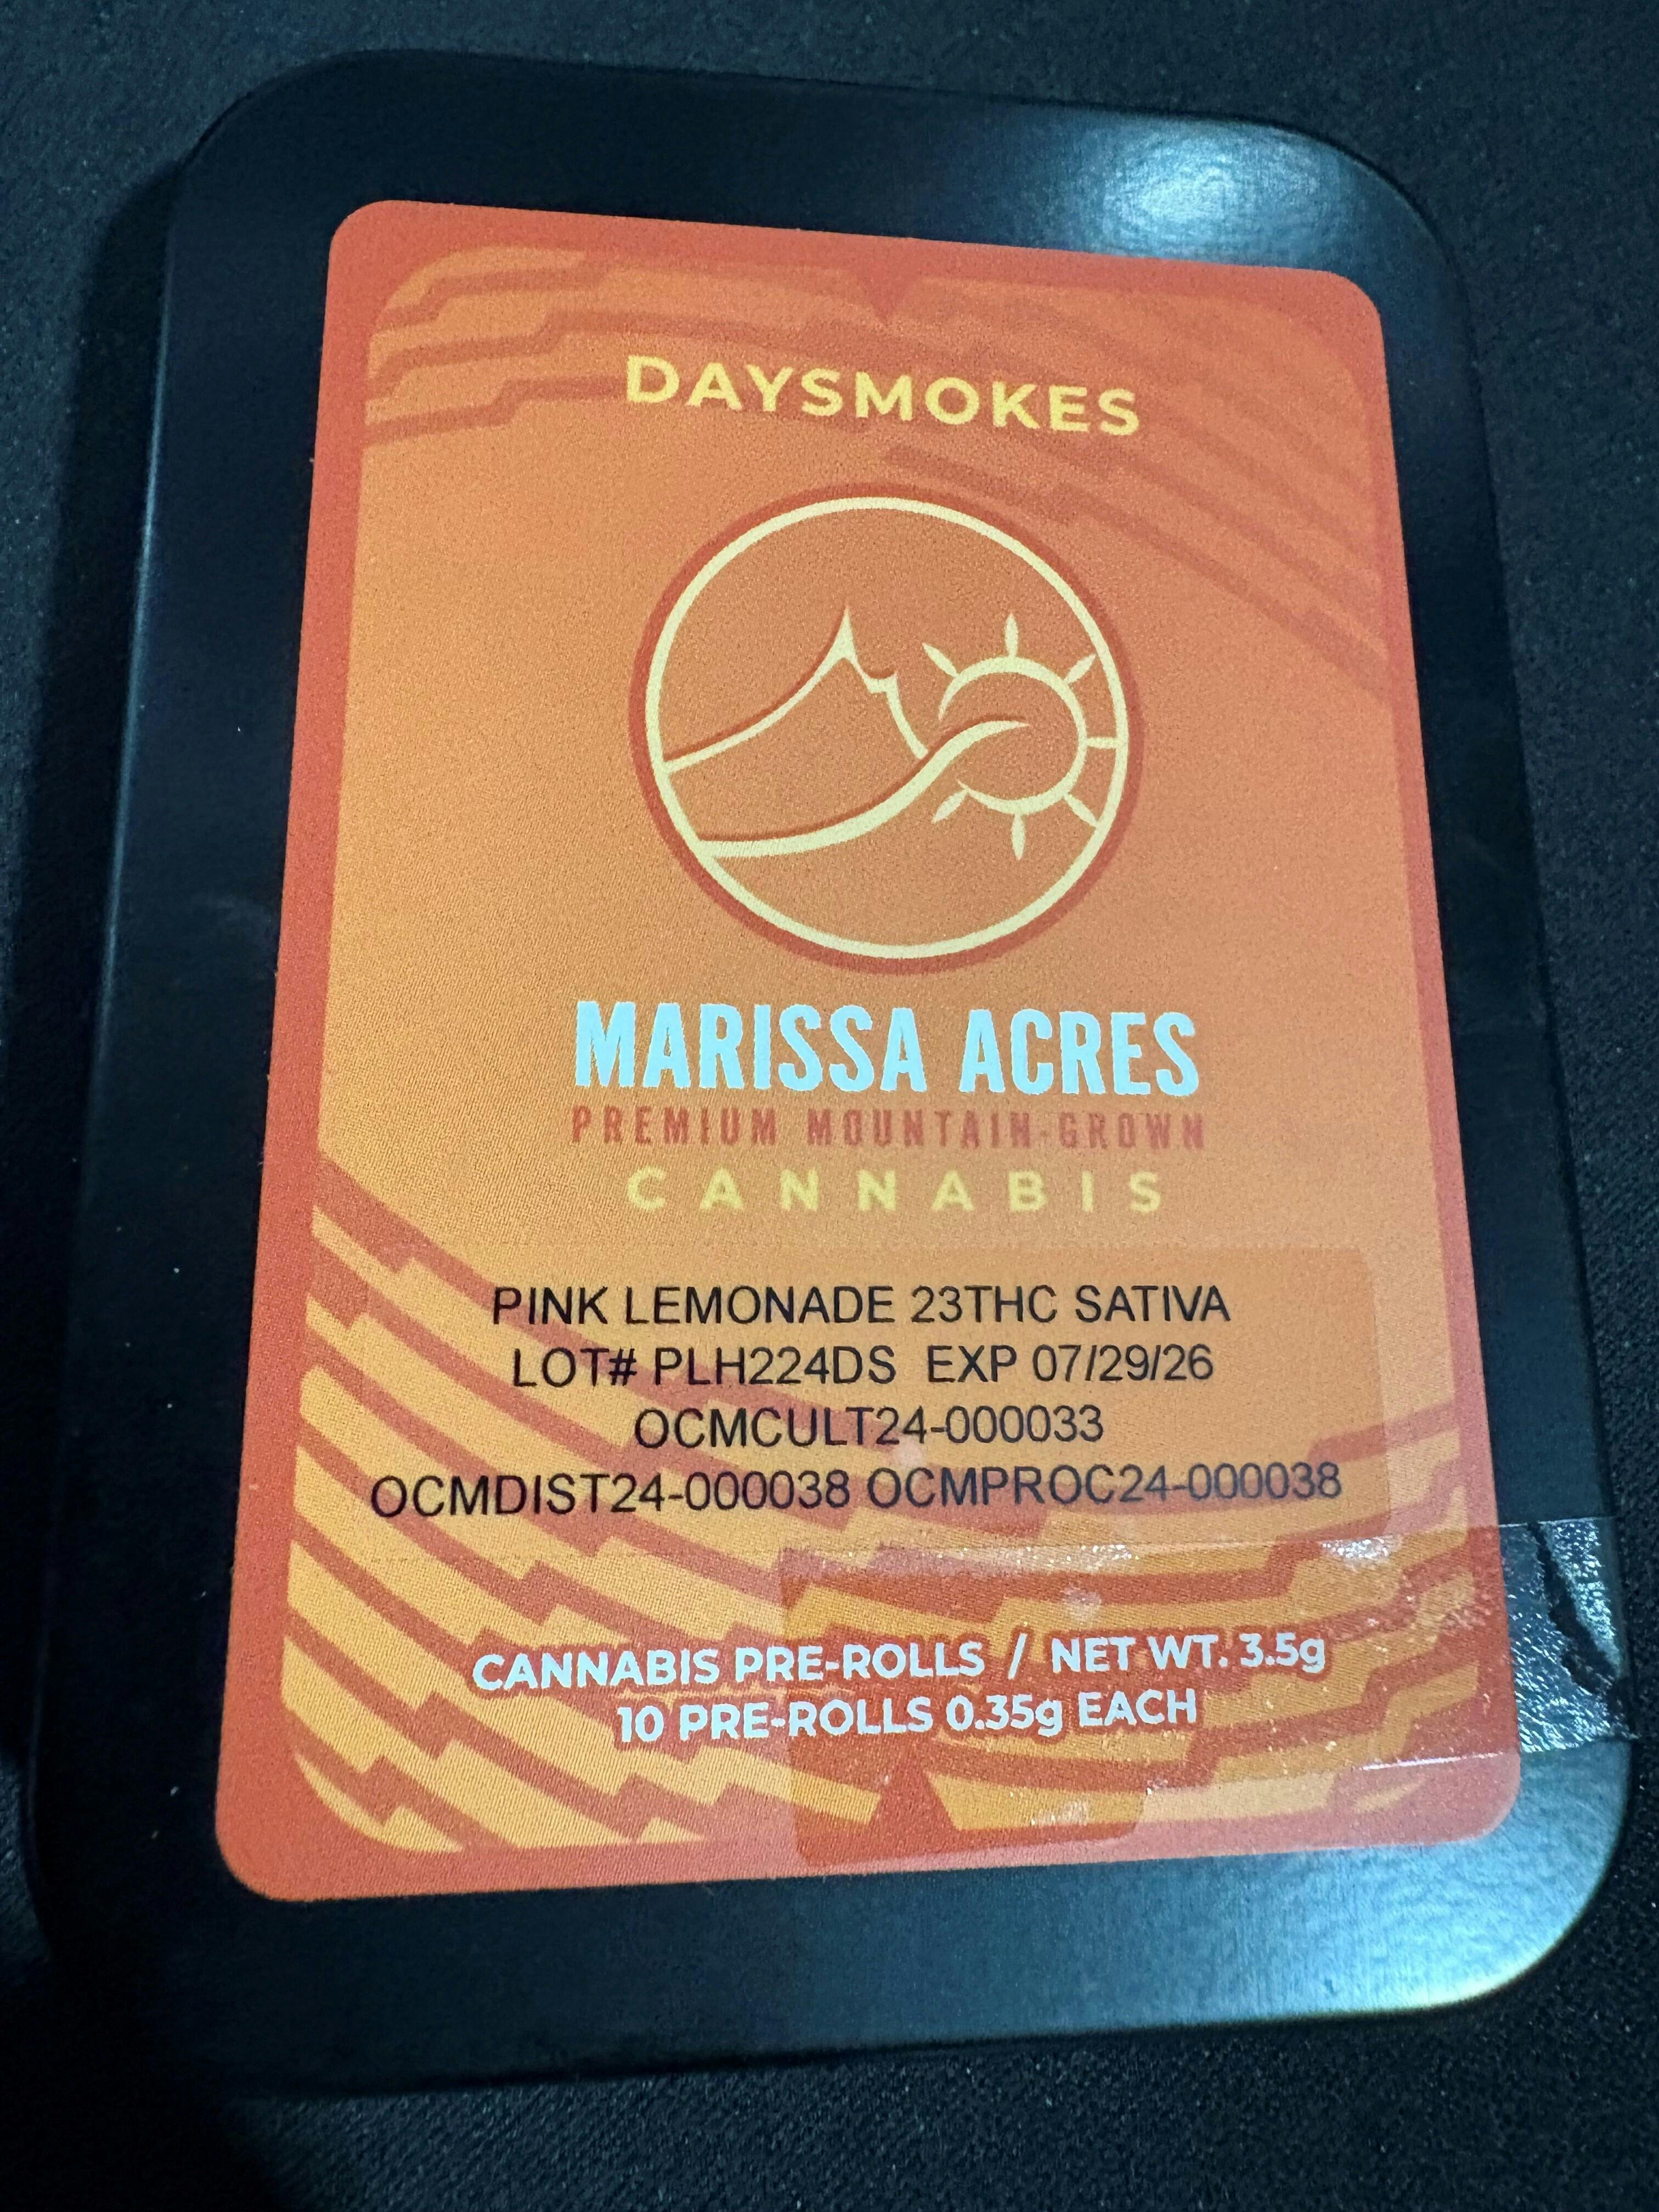 DAYSMOKES
MARISSA ACRES
PREMIUM MOUNTAIN-GROWN
CANNABIS
PINK LEMONADE 23THC SATIVA
LOT# PLH224DS EXP 07/29/26
OCMCULT24-000033
OCMDIST24-000038 OCMPROC24-000038
CANNABIS PRE-ROLLS / NET WT. 3.5g
10 PRE-ROLLS 0.35g EACH